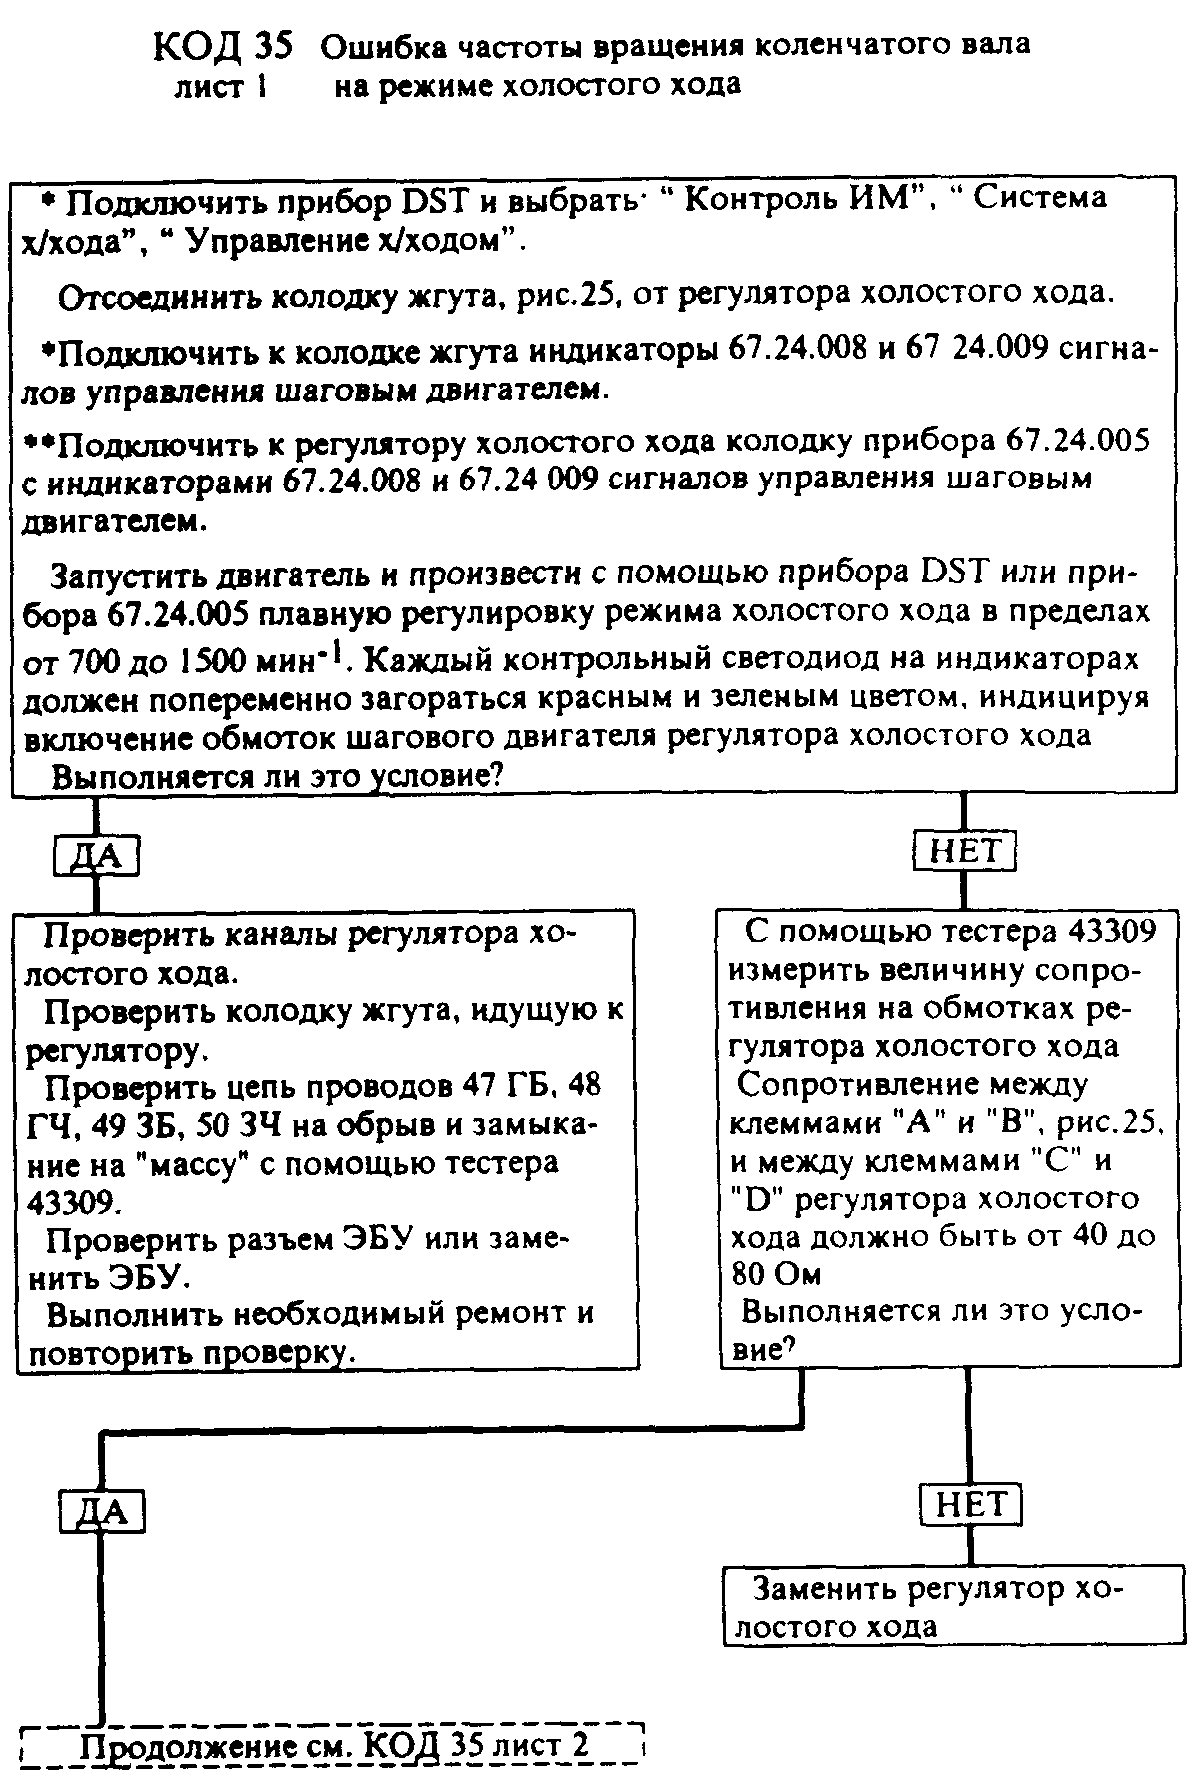 КОД 35 Ошибка частоты вращения коленчатого вала
лист 1 на режиме холостого хода
* Подключить прибор DST и выбрать· “ Контроль ИМ”, “ Система
х/хода”, “ Управление х/ходом”.
Отсоединить колодку жгута, рис.25, от регулятора холостого хода.
*Подключить к колодке жгута индикаторы 67.24.008 и 67 24.009 сигна-
лов управления шаговым двигателем.
**Подключить к регулятору холостого хода колодку прибора 67.24.005
с индикаторами 67.24.008 и 67.24 009 сигналов управления шаговым
двигателем.
Запустить двигатель и произвести с помощью прибора DST или при-
бора 67.24.005 плавную регулировку режима холостого хода в пределах
от 700 до 1500 мин⁻¹. Каждый контрольный светодиод на индикаторах
должен попеременно загораться красным и зеленым цветом, индицируя
включение обмоток шагового двигателя регулятора холостого хода
Выполняется ли это условие?
ДА
НЕТ
Проверить каналы регулятора хо-
лостого хода.
Проверить колодку жгута, идущую к
регулятору.
Проверить цепь проводов 47 ГБ, 48
ГЧ, 49 ЗБ, 50 ЗЧ на обрыв и замыка-
ние на "массу" с помощью тестера
43309.
Проверить разъем ЭБУ или заме-
нить ЭБУ.
Выполнить необходимый ремонт и
повторить проверку.
С помощью тестера 43309
измерить величину сопро-
тивления на обмотках ре-
гулятора холостого хода
Сопротивление между
клеммами "А" и "В", рис.25,
и между клеммами "С" и
"D" регулятора холостого
хода должно быть от 40 до
80 Ом
Выполняется ли это усло-
вие?
ДА
НЕТ
Заменить регулятор хо-
лостого хода
Продолжение см. КОД 35 лист 2